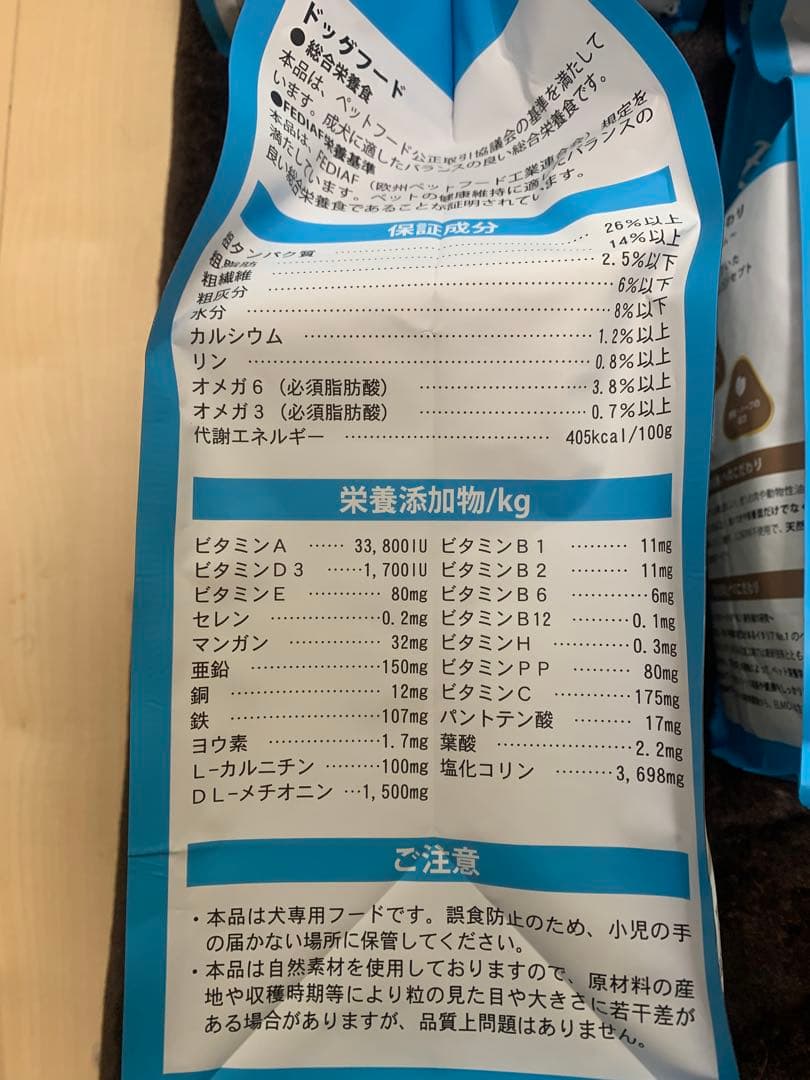 ドッグフード
●総合栄養食
本品は、ペットフード公正取引協議会の基準を満たして
います。成犬に適したバランスの良い総合栄養食です。
●FEDIAF栄養基準
本品は、FEDIAF（欧州ペットフード工業連合会）規定を
満たしています。ペットの健康維持に適したバランスの
良い総合栄養食であることが証明されています。
保証成分
粗タンパク質 ‥‥‥ 26%以上
粗脂肪 ‥‥‥ 14%以上
粗繊維 ‥‥‥ 2.5%以下
粗灰分 ‥‥‥ 6%以下
水分 ‥‥‥ 8%以下
カルシウム ‥‥‥ 1.2%以上
リン ‥‥‥ 0.8%以上
オメガ６（必須脂肪酸） ‥‥‥ 3.8%以上
オメガ３（必須脂肪酸） ‥‥‥ 0.7%以上
代謝エネルギー ‥‥‥ 405kcal/100g
栄養添加物/kg
ビタミンＡ ‥‥‥ 33,800IU ビタミンＢ１ ‥‥‥ 11mg
ビタミンＤ３ ‥‥‥ 1,700IU ビタミンＢ２ ‥‥‥ 11mg
ビタミンＥ ‥‥‥ 80mg ビタミンＢ６ ‥‥‥ 6mg
セレン ‥‥‥ 0.2mg ビタミンＢ12 ‥‥‥ 0.1mg
マンガン ‥‥‥ 32mg ビタミンＨ ‥‥‥ 0.3mg
亜鉛 ‥‥‥ 150mg ビタミンＰＰ ‥‥‥ 80mg
銅 ‥‥‥ 12mg ビタミンＣ ‥‥‥ 175mg
鉄 ‥‥‥ 107mg パントテン酸 ‥‥‥ 17mg
ヨウ素 ‥‥‥ 1.7mg 葉酸 ‥‥‥ 2.2mg
Ｌ-カルニチン ‥‥‥ 100mg 塩化コリン ‥‥‥ 3,698mg
ＤＬ-メチオニン ‥‥‥ 1,500mg
ご注意
・本品は犬専用フードです。誤食防止のため、小児の手
の届かない場所に保管してください。
・本品は自然素材を使用しておりますので、原材料の産
地や収穫時期等により粒の見た目や大きさに若干差が
ある場合がありますが、品質上問題はありません。